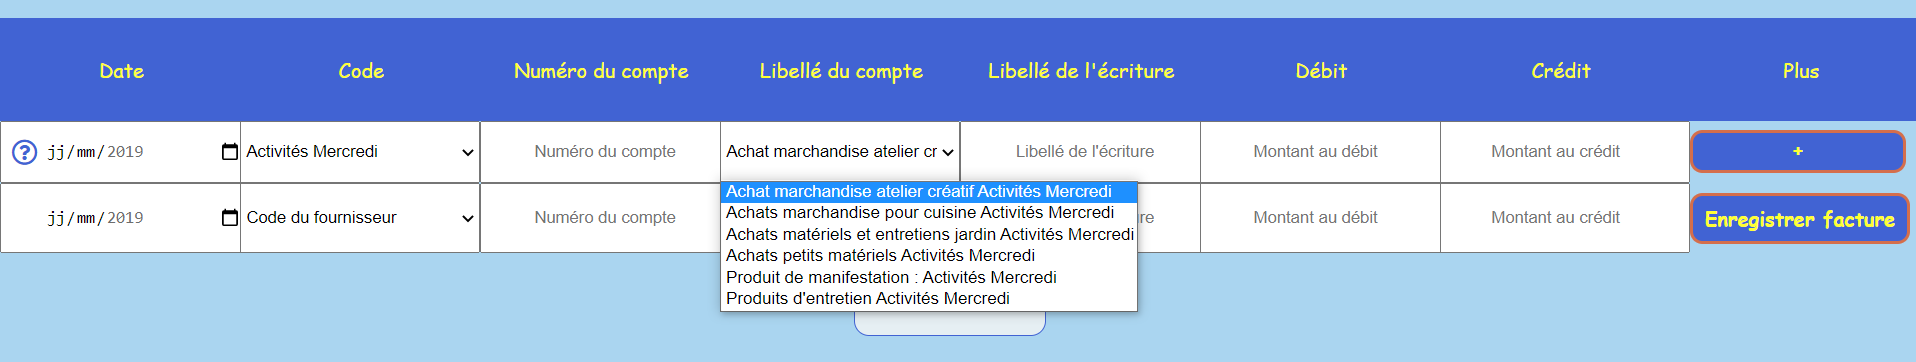 Date Code Numéro du compte Libellé du compte Libellé de l'écriture Débit Crédit Plus
jj/mm/2019 Activités Mercredi Numéro du compte Achat marchandise atelier cr Libellé de l'écriture Montant au débit Montant au crédit +
jj/mm/2019 Code du fournisseur Numéro du compte Montant au débit Montant au crédit Enregistrer facture
Achat marchandise atelier créatif Activités Mercredi
Achats marchandise pour cuisine Activités Mercredi
Achats matériels et entretiens jardin Activités Mercredi
Achats petits matériels Activités Mercredi
Produit de manifestation : Activités Mercredi
Produits d'entretien Activités Mercredi